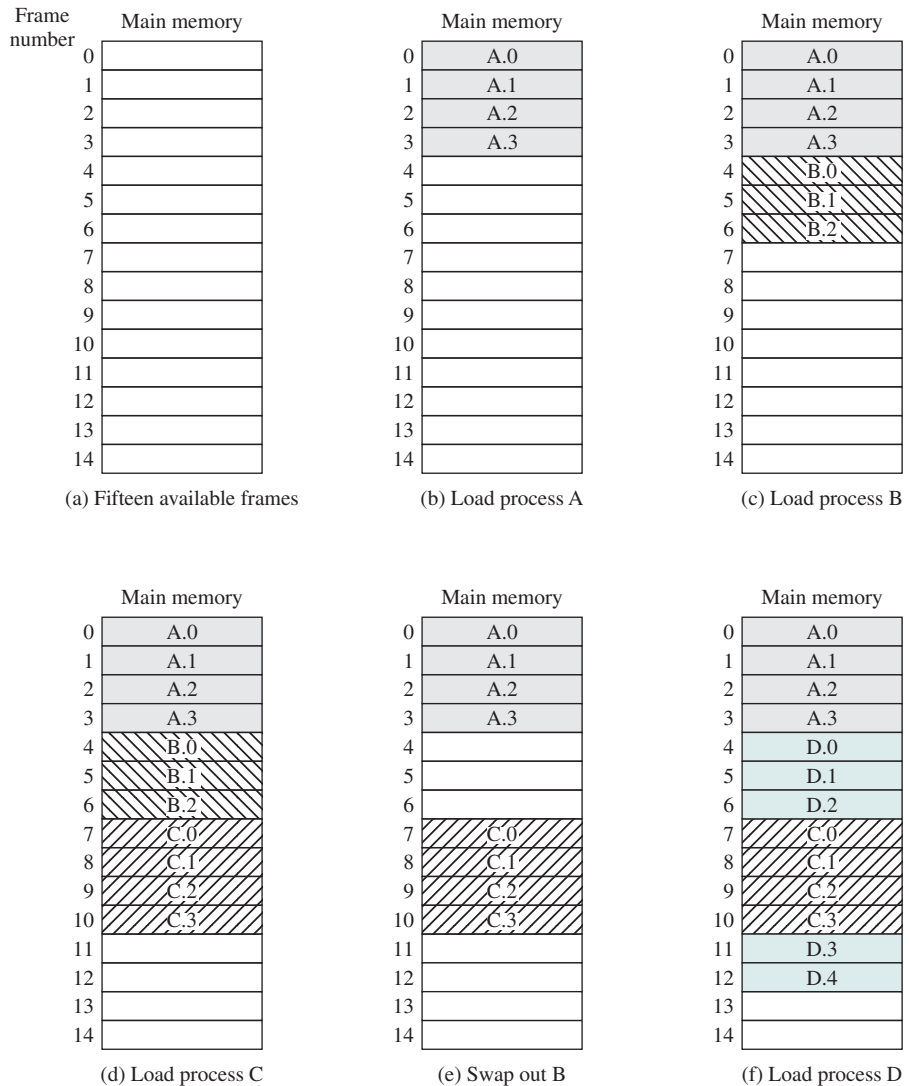 Frame
number
Main memory
0
1
2
3
4
5
6
7
8
9
10
11
12
13
14
(a) Fifteen available frames
Main memory
0 A.0
1 A.1
2 A.2
3 A.3
4
5
6
7
8
9
10
11
12
13
14
(b) Load process A
Main memory
0 A.0
1 A.1
2 A.2
3 A.3
4 B.0
5 B.1
6 B.2
7
8
9
10
11
12
13
14
(c) Load process B
Main memory
0 A.0
1 A.1
2 A.2
3 A.3
4 B.0
5 B.1
6 B.2
7 C.0
8 C.1
9 C.2
10 C.3
11
12
13
14
(d) Load process C
Main memory
0 A.0
1 A.1
2 A.2
3 A.3
4
5
6
7 C.0
8 C.1
9 C.2
10 C.3
11
12
13
14
(e) Swap out B
Main memory
0 A.0
1 A.1
2 A.2
3 A.3
4 D.0
5 D.1
6 D.2
7 C.0
8 C.1
9 C.2
10 C.3
11 D.3
12 D.4
13
14
(f) Load process D